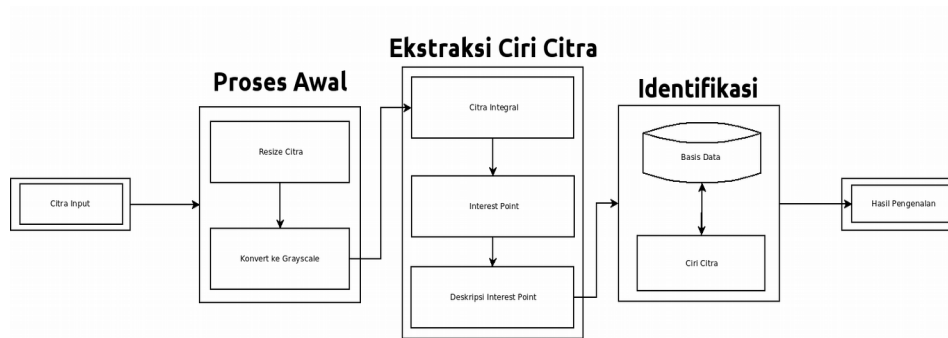 Citra Input
Proses Awal
Resize Citra
Konvert ke Grayscale
Ekstraksi Ciri Citra
Citra Integral
Interest Point
Deskripsi Interest Point
Identifikasi
Basis Data
Ciri Citra
Hasil Pengenalan